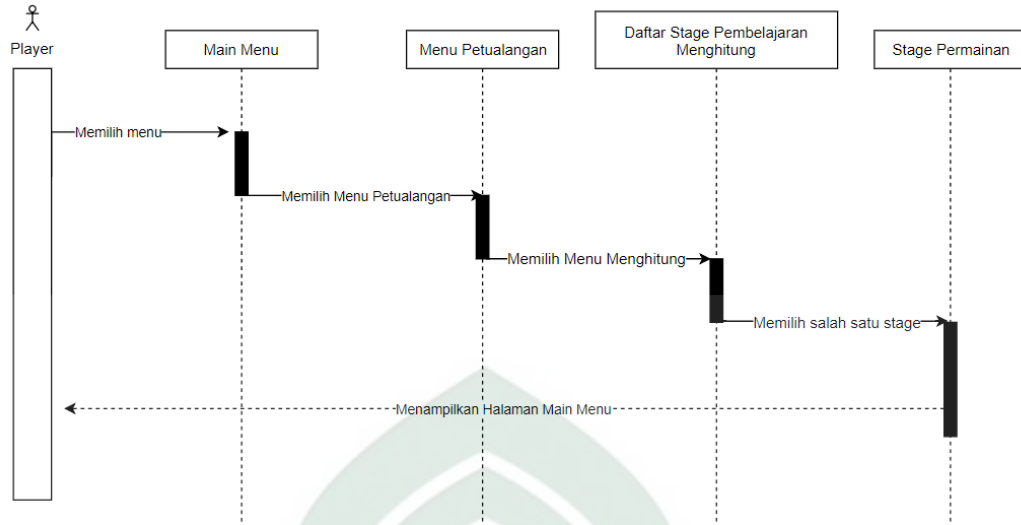 Player
Main Menu
Menu Petualangan
Daftar Stage Pembelajaran
Menghitung
Stage Permainan
Memilih menu
Memilih Menu Petualangan
Memilih Menu Menghitung
Memilih salah satu stage
Menampilkan Halaman Main Menu